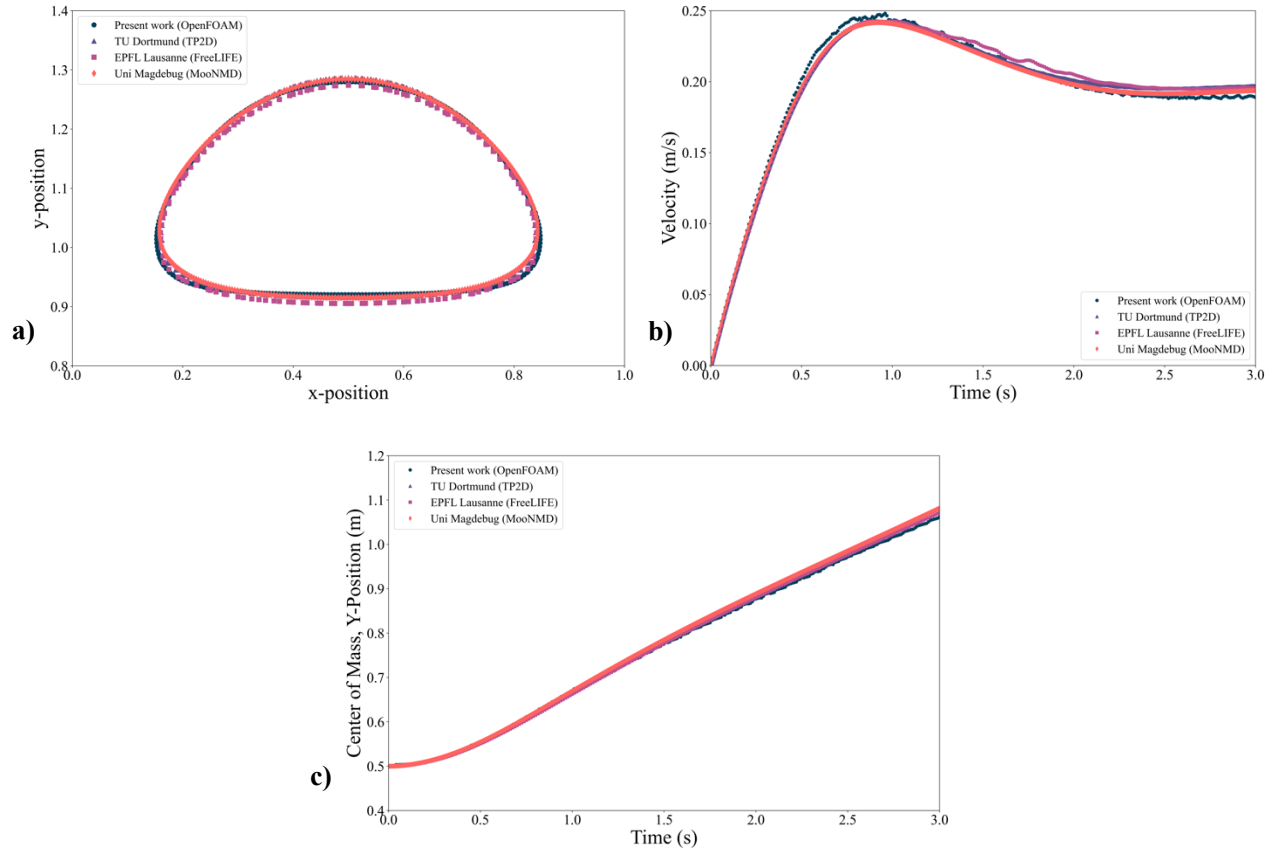 1.4
1.3
1.2
1.1
1.0
0.9
0.8
y-position
Present work (OpenFOAM)
TU Dortmund (TP2D)
EPFL Lausanne (FreeLIFE)
Uni Magdebug (MooNMD)
0.0 0.2 0.4 0.6 0.8 1.0
x-position
a)
0.25
0.20
0.15
0.10
0.05
0.00
Velocity (m/s)
Present work (OpenFOAM)
TU Dortmund (TP2D)
EPFL Lausanne (FreeLIFE)
Uni Magdebug (MooNMD)
0.0 0.5 1.0 1.5 2.0 2.5 3.0
Time (s)
b)
1.2
1.1
1.0
0.9
0.8
0.7
0.6
0.5
0.4
Center of Mass, Y-Position (m)
Present work (OpenFOAM)
TU Dortmund (TP2D)
EPFL Lausanne (FreeLIFE)
Uni Magdebug (MooNMD)
0.0 0.5 1.0 1.5 2.0 2.5 3.0
Time (s)
c)